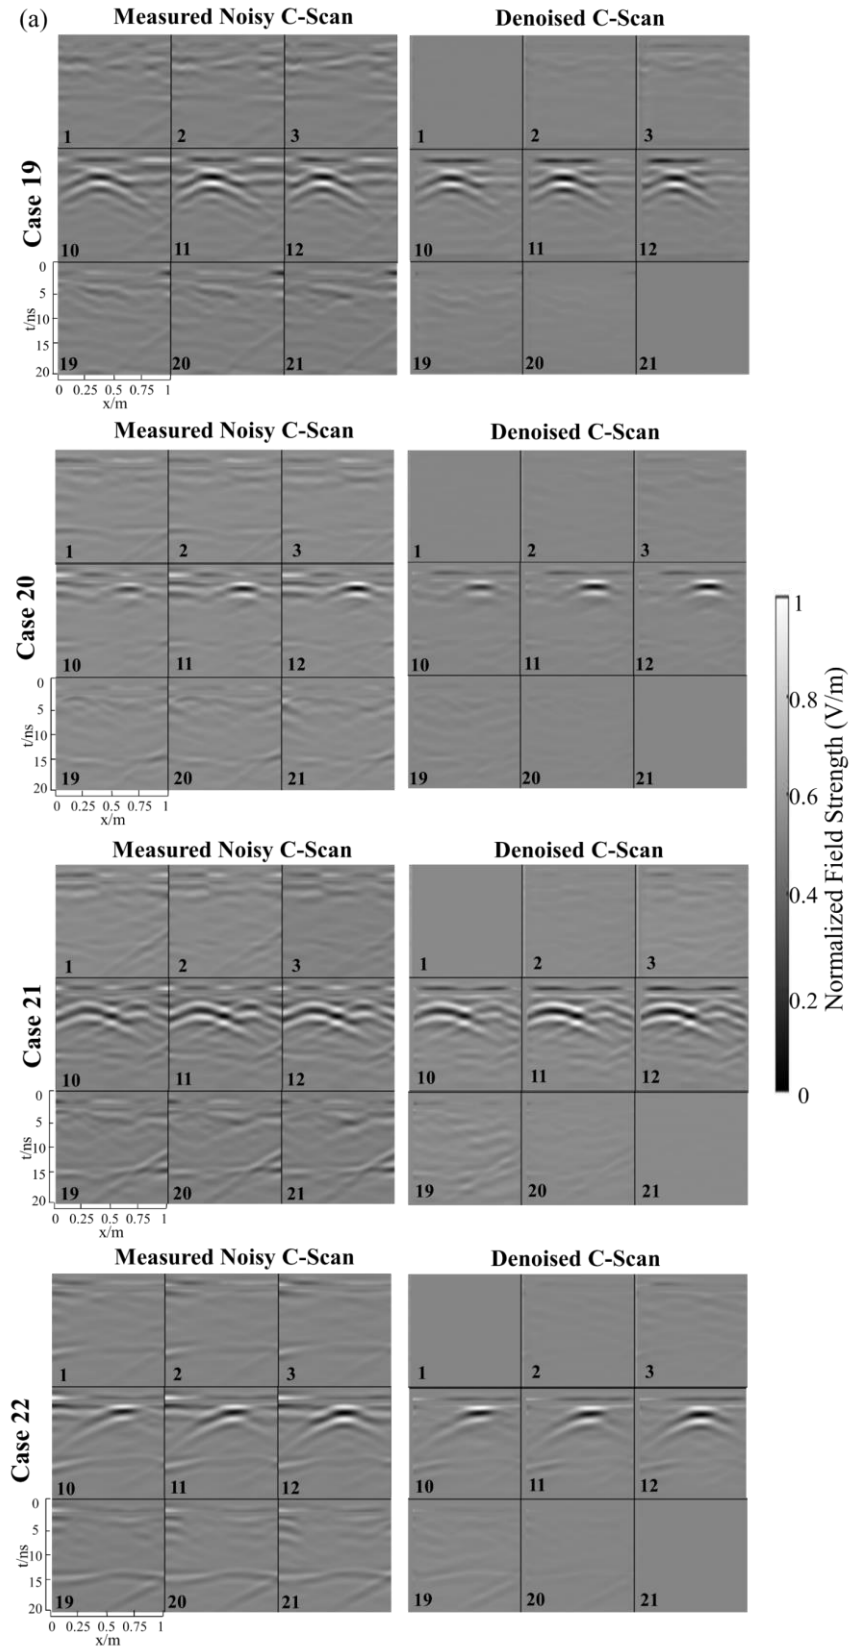 (a)
Measured Noisy C-Scan Denoised C-Scan
1 2 3 1 2 3
Case 19
10 11 12 10 11 12
0
5
10
15
20
t/ns
19 20 21 19 20 21
0 0.25 0.5 0.75 1
x/m
Measured Noisy C-Scan Denoised C-Scan
1 2 3 1 2 3
Case 20
10 11 12 10 11 12
0
5
10
15
20
t/ns
19 20 21 19 20 21
0 0.25 0.5 0.75 1
x/m
Measured Noisy C-Scan Denoised C-Scan
1 2 3 1 2 3
Case 21
10 11 12 10 11 12
0
5
10
15
20
t/ns
19 20 21 19 20 21
0 0.25 0.5 0.75 1
x/m
Measured Noisy C-Scan Denoised C-Scan
1 2 3 1 2 3
Case 22
10 11 12 10 11 12
0
5
10
15
20
t/ns
19 20 21 19 20 21
0 0.25 0.5 0.75 1
x/m
1
0.8
0.6
0.4
0.2
0
Normalized Field Strength (V/m)